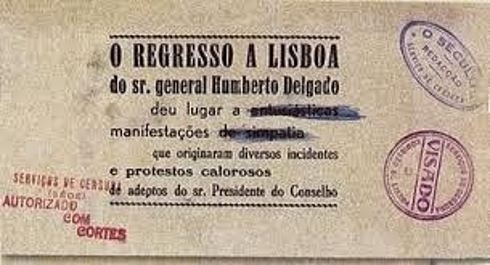 O REGRESSO A LISBOA
do sr. general Humberto Delgado
deu lugar a entusiásticas
manifestações de simpatia
que originaram diversos incidentes
e protestos calorosos
de adeptos do sr. Presidente do Conselho
O SÉCULO
REDACÇÃO
VISADO
SERVIÇOS DE CENSURA
AUTORIZADO
COM
CORTES